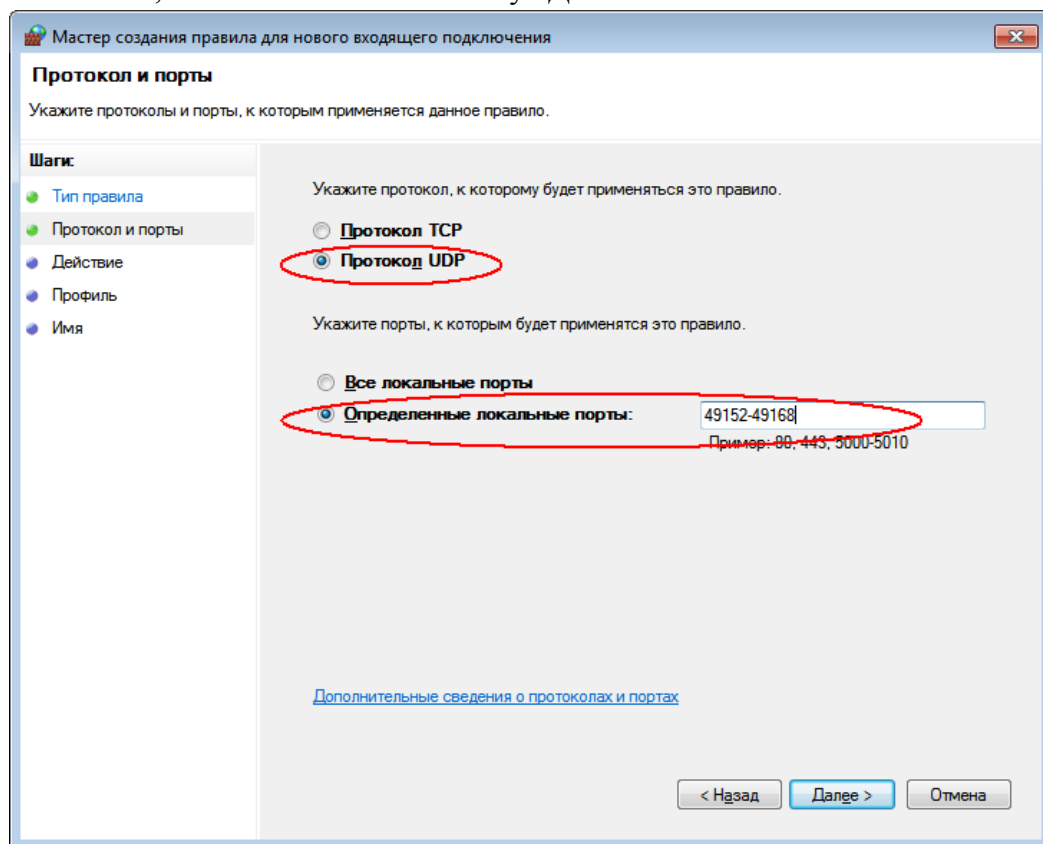 Мастер создания правила для нового входящего подключения
Протокол и порты
Укажите протоколы и порты, к которым применяется данное правило.
Шаги:
Тип правила
Протокол и порты
Действие
Профиль
Имя
Укажите протокол, к которому будет применяться это правило.
Протокол TCP
Протокол UDP
Укажите порты, к которым будет применятся это правило.
Все локальные порты
Определенные локальные порты:
49152-49168
Пример: 80, 443, 5000-5010
Дополнительные сведения о протоколах и портах
< Назад
Далее >
Отмена